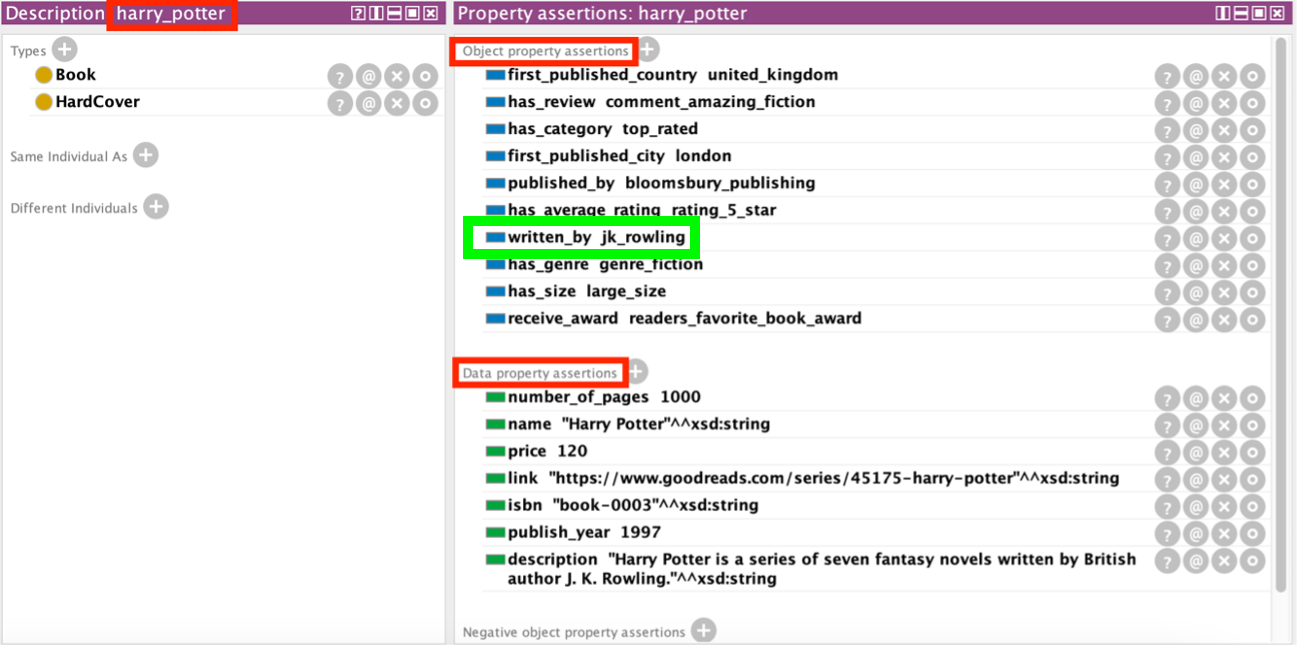 Description harry_potter
Types
Book
HardCover
Same Individual As
Different Individuals
Property assertions: harry_potter
Object property assertions
first_published_country united_kingdom
has_review comment_amazing_fiction
has_category top_rated
first_published_city london
published_by bloomsbury_publishing
has_average_rating rating_5_star
written_by jk_rowling
has_genre genre_fiction
has_size large_size
receive_award readers_favorite_book_award
Data property assertions
number_of_pages 1000
name "Harry Potter"^^xsd:string
price 120
link "https://www.goodreads.com/series/45175-harry-potter"^^xsd:string
isbn "book-0003"^^xsd:string
publish_year 1997
description "Harry Potter is a series of seven fantasy novels written by British
author J. K. Rowling."^^xsd:string
Negative object property assertions